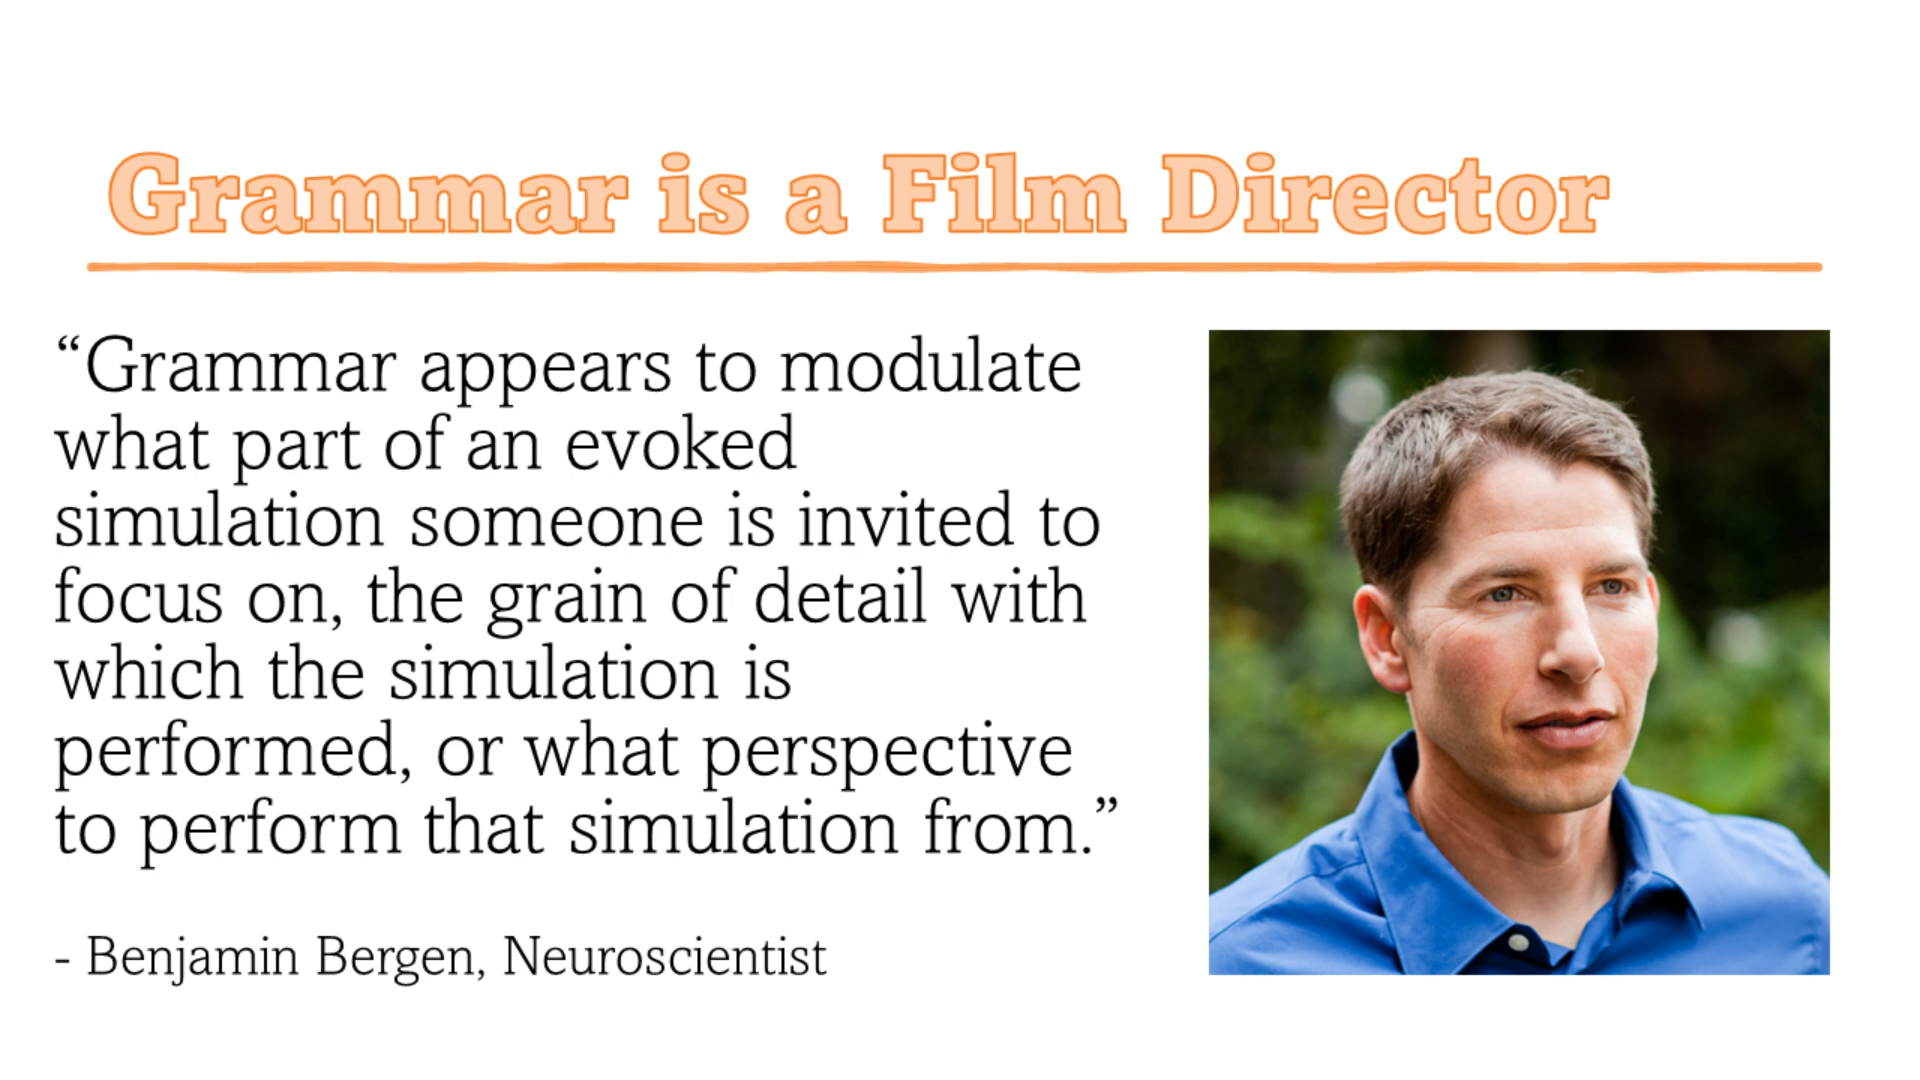 Grammar is a Film Director
“Grammar appears to modulate
what part of an evoked
simulation someone is invited to
focus on, the grain of detail with
which the simulation is
performed, or what perspective
to perform that simulation from.”
- Benjamin Bergen, Neuroscientist